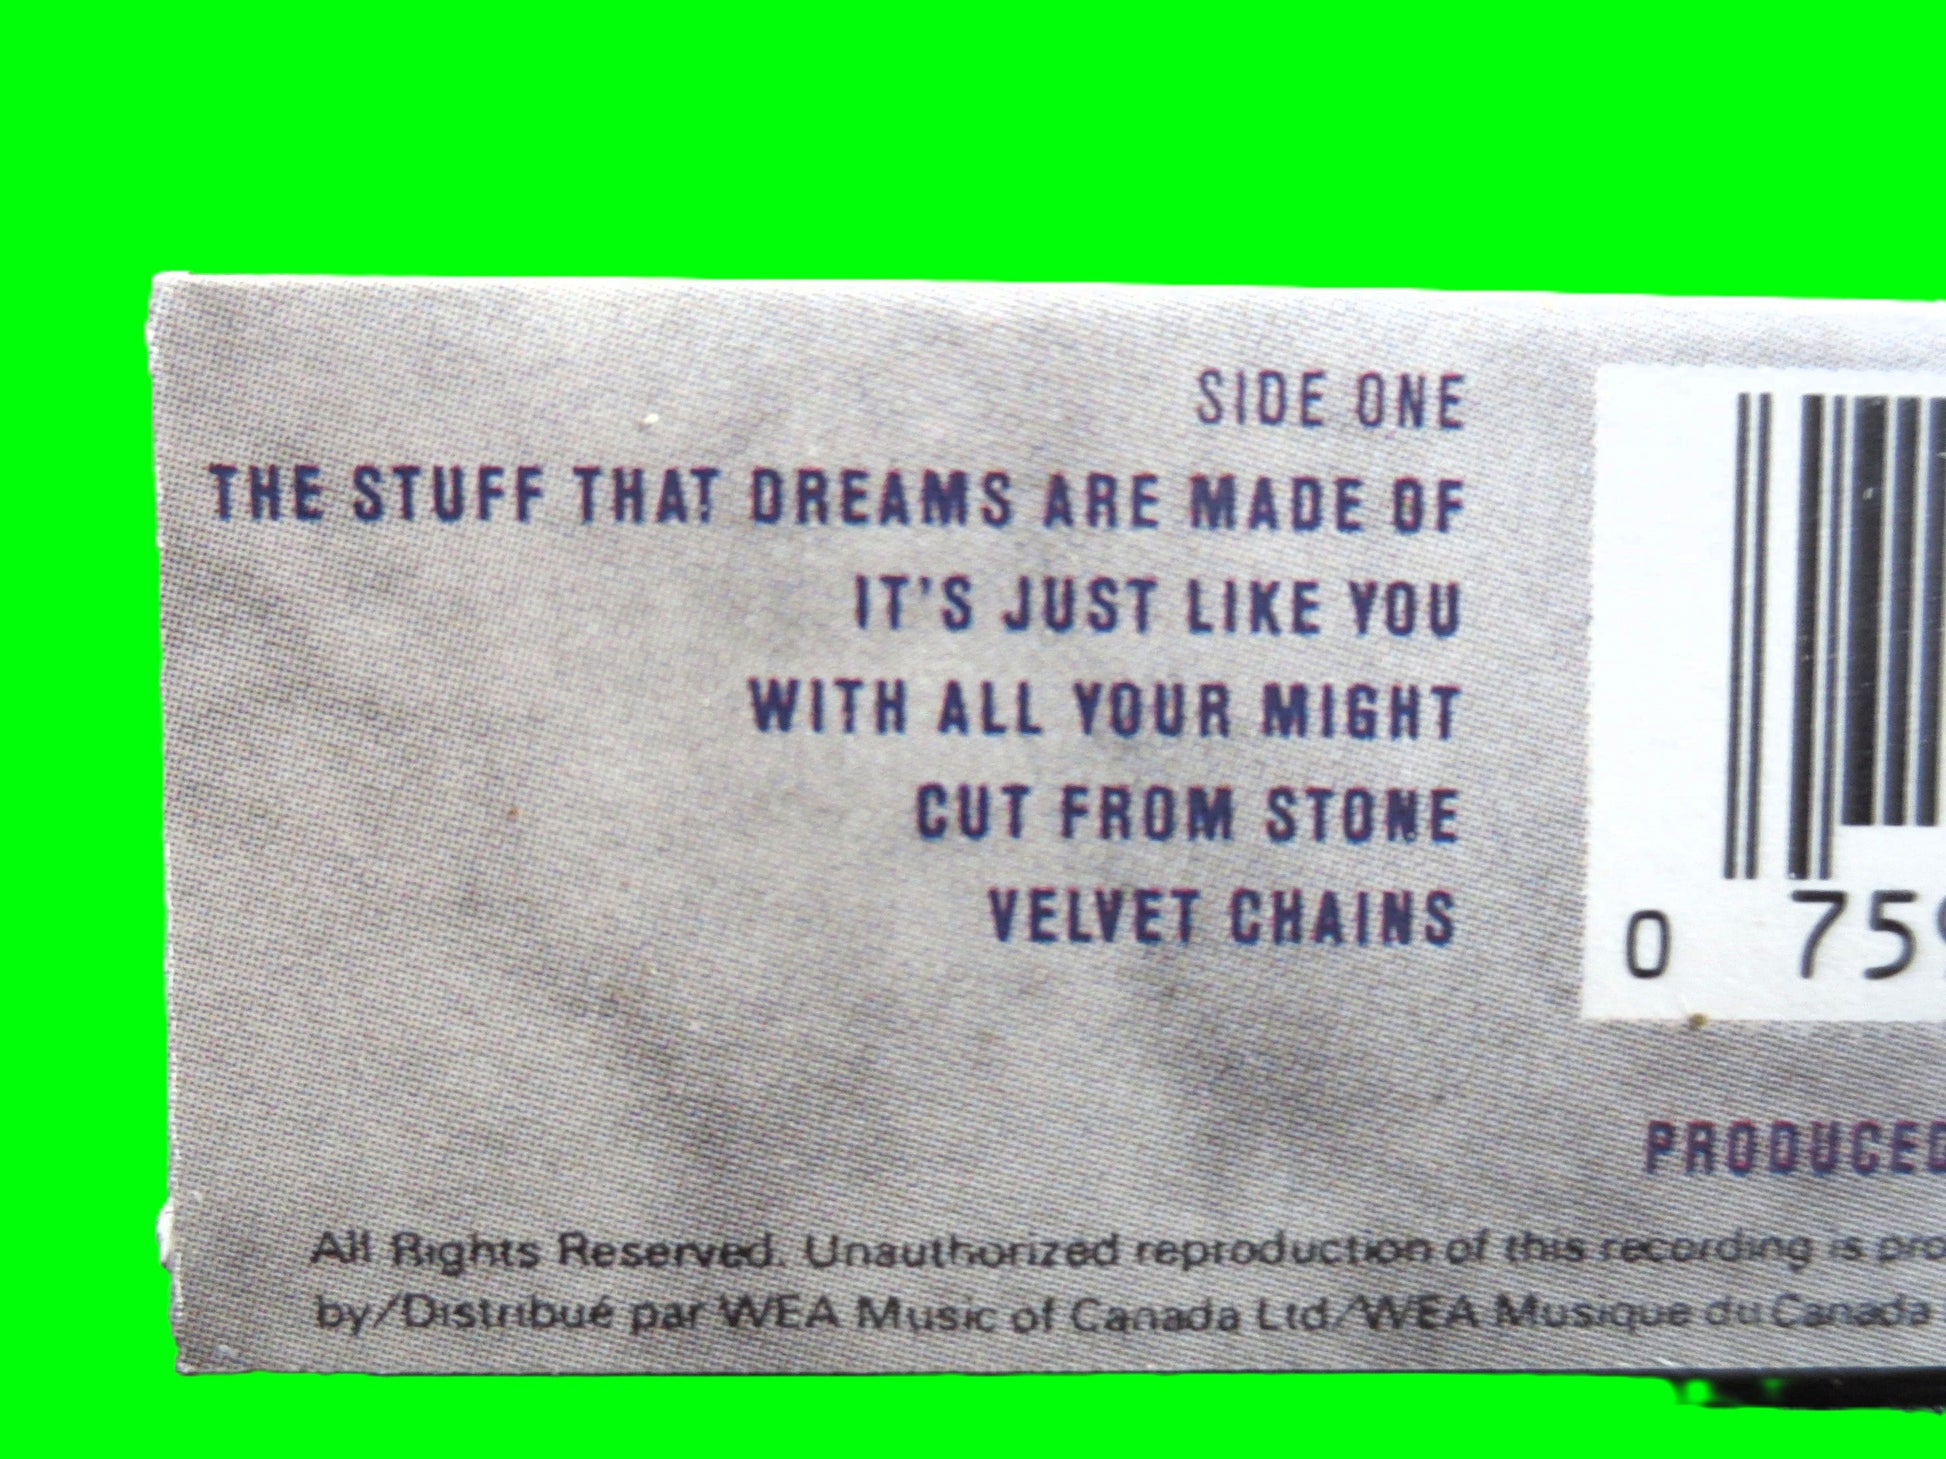 SIDE ONE
THE STUFF THAT DREAMS ARE MADE OF
IT'S JUST LIKE YOU
WITH ALL YOUR MIGHT
CUT FROM STONE
VELVET CHAINS
0 75
PRODUCED
All Rights Reserved. Unauthorized reproduction of this recording is pro
by/Distribué par WEA Music of Canada Ltd/WEA Musique du Canada